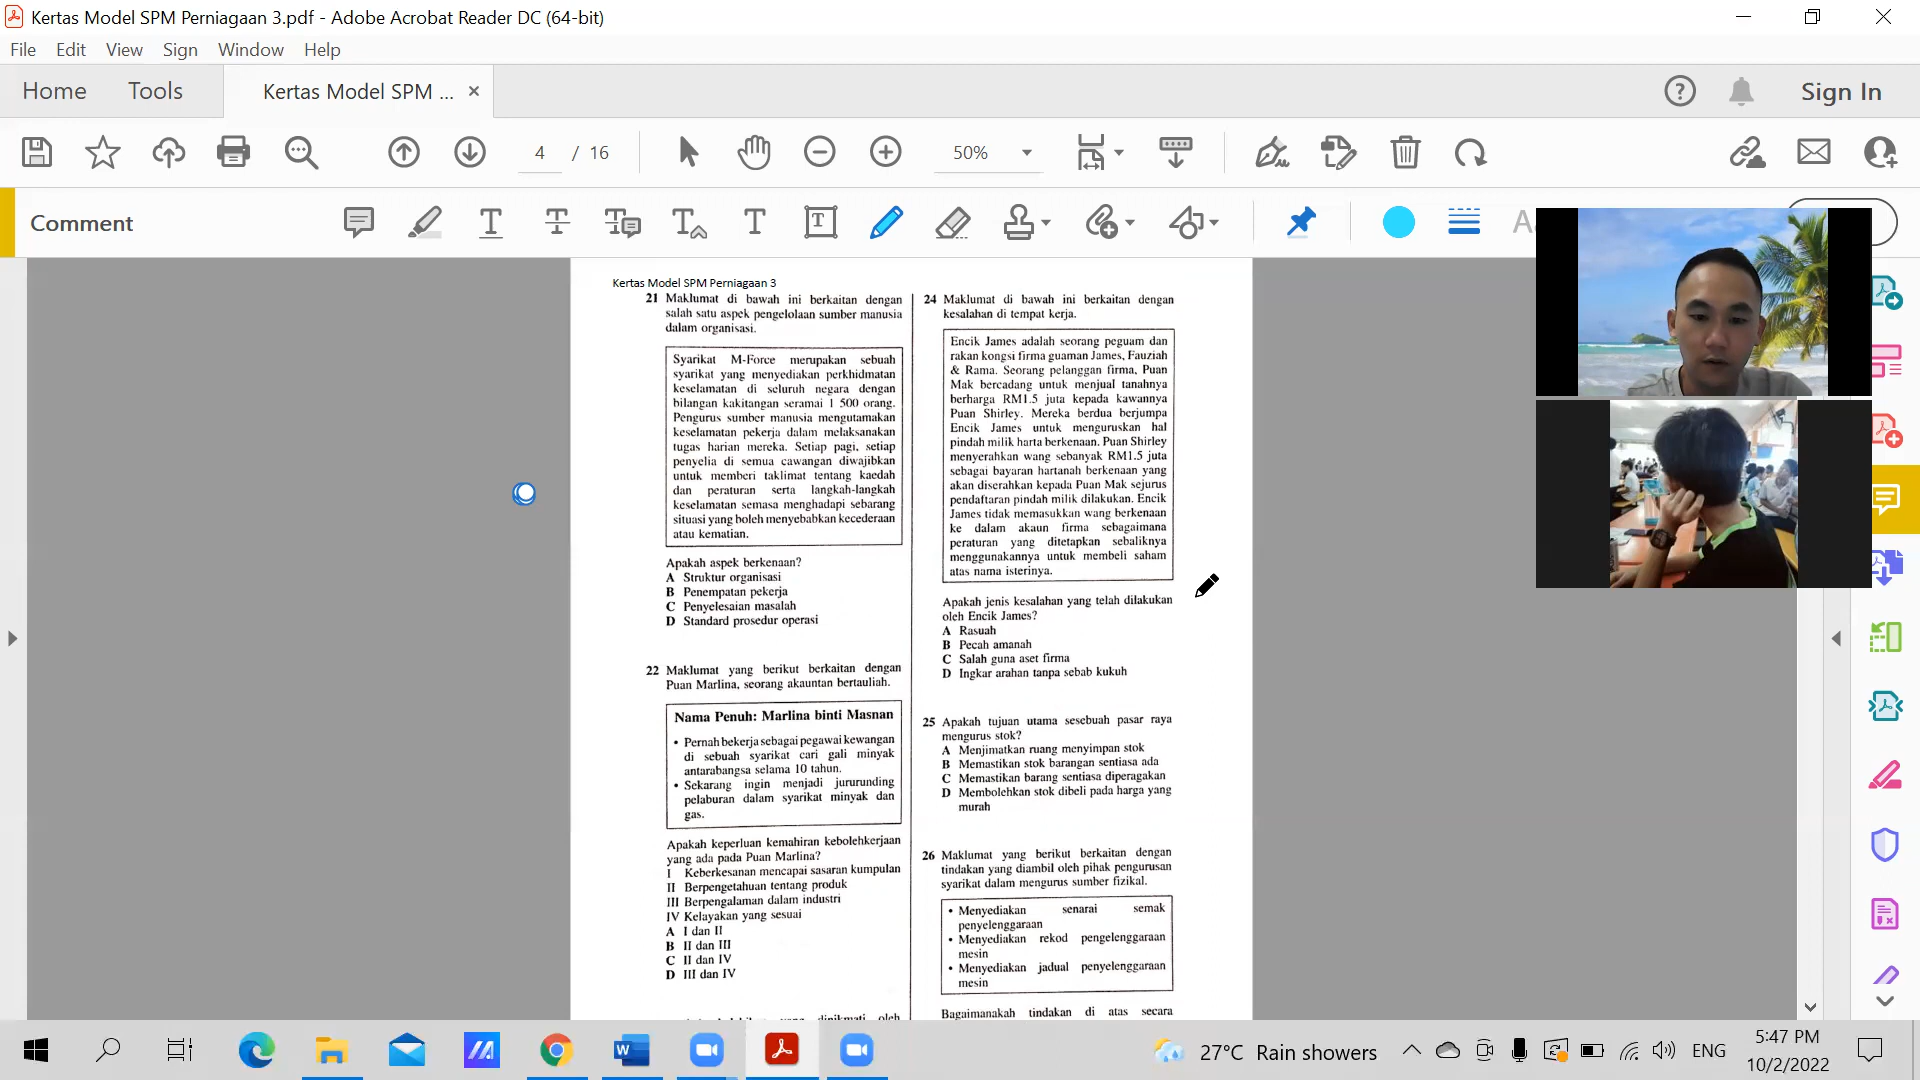 Kertas Model SPM Perniagaan 3.pdf - Adobe Acrobat Reader DC (64-bit)
File Edit View Sign Window Help
Home Tools Kertas Model SPM ... × Sign In
4 / 16 50%
Comment
Kertas Model SPM Perniagaan 3
21 Maklumat di bawah ini berkaitan dengan
salah satu aspek pengelolaan sumber manusia
dalam organisasi.
Syarikat M-Force merupakan sebuah
syarikat yang menyediakan perkhidmatan
keselamatan di seluruh negara dengan
bilangan kakitangan seramai 1 500 orang.
Pengurus sumber manusia mengutamakan
keselamatan pekerja dalam melaksanakan
tugas harian mereka. Setiap pagi, setiap
penyelia di semua cawangan diwajibkan
untuk memberi taklimat tentang kaedah
dan peraturan serta langkah-langkah
keselamatan semasa menghadapi sebarang
situasi yang boleh menyebabkan kecederaan
atau kematian.
Apakah aspek berkenaan?
A Struktur organisasi
B Penempatan pekerja
C Penyelesaian masalah
D Standard prosedur operasi
22 Maklumat yang berikut berkaitan dengan
Puan Marlina, seorang akauntan bertauliah.
Nama Penuh: Marlina binti Masnan
• Pernah bekerja sebagai pegawai kewangan
di sebuah syarikat cari gali minyak
antarabangsa selama 10 tahun.
• Sekarang ingin menjadi jururunding
pelaburan dalam syarikat minyak dan
gas.
Apakah keperluan kemahiran kebolehkerjaan
yang ada pada Puan Marlina?
I Keberkesanan mencapai sasaran kumpulan
II Berpengetahuan tentang produk
III Berpengalaman dalam industri
IV Kelayakan yang sesuai
A I dan II
B II dan III
C II dan IV
D III dan IV
yang dinikmati oleh
24 Maklumat di bawah ini berkaitan dengan
kesalahan di tempat kerja.
Encik James adalah seorang peguam dan
rakan kongsi firma guaman James, Fauziah
& Rama. Seorang pelanggan firma, Puan
Mak bercadang untuk menjual tanahnya
berharga RM1.5 juta kepada kawannya
Puan Shirley. Mereka berdua berjumpa
Encik James untuk menguruskan hal
pindah milik harta berkenaan. Puan Shirley
menyerahkan wang sebanyak RM1.5 juta
sebagai bayaran hartanah berkenaan yang
akan diserahkan kepada Puan Mak sejurus
pendaftaran pindah milik dilakukan. Encik
James tidak memasukkan wang berkenaan
ke dalam akaun firma sebagaimana
peraturan yang ditetapkan sebaliknya
menggunakannya untuk membeli saham
atas nama isterinya.
Apakah jenis kesalahan yang telah dilakukan
oleh Encik James?
A Rasuah
B Pecah amanah
C Salah guna aset firma
D Ingkar arahan tanpa sebab kukuh
25 Apakah tujuan utama sesebuah pasar raya
mengurus stok?
A Menjimatkan ruang menyimpan stok
B Memastikan stok barangan sentiasa ada
C Memastikan barang sentiasa diperagakan
D Membolehkan stok dibeli pada harga yang
murah
26 Maklumat yang berikut berkaitan dengan
tindakan yang diambil oleh pihak pengurusan
syarikat dalam mengurus sumber fizikal.
• Menyediakan senarai semak
penyelenggaraan
• Menyediakan rekod pengelenggaraan
mesin
• Menyediakan jadual penyelenggaraan
mesin
Bagaimanakah tindakan di atas secara
27°C Rain showers ENG 5:47 PM
10/2/2022